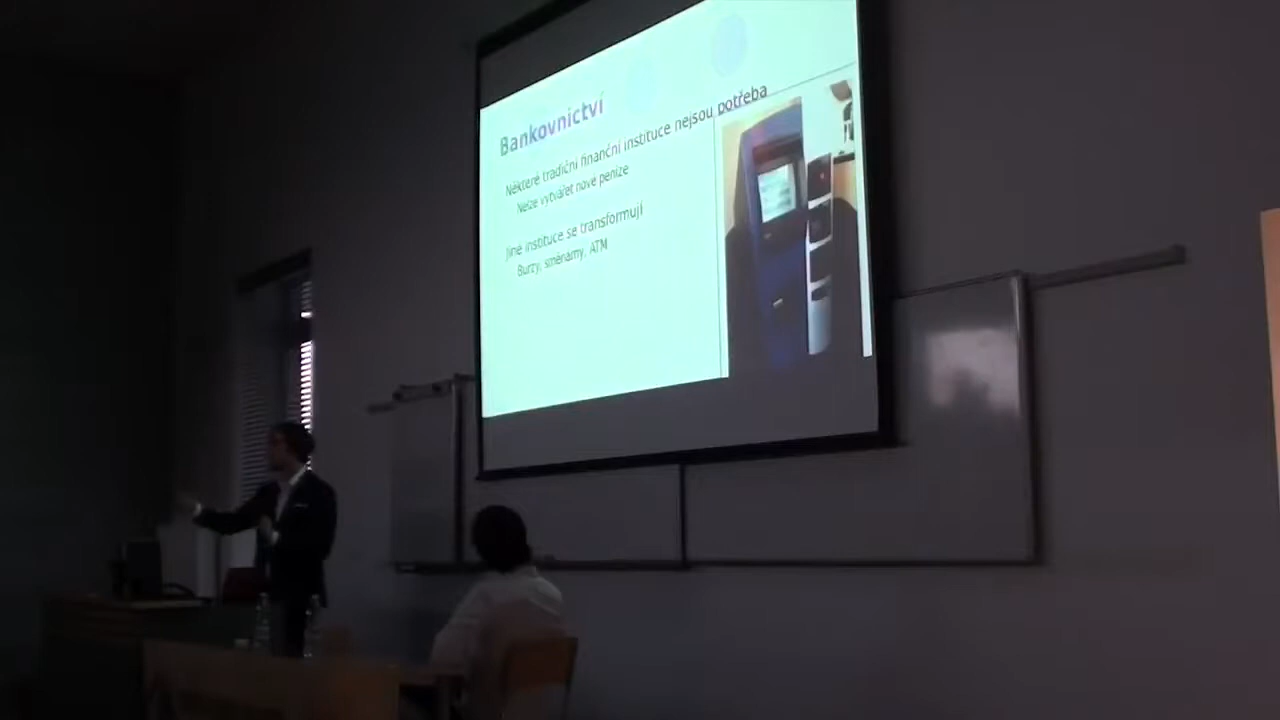 Bankovnictví
Některé tradiční finanční instituce nejsou potřeba
Nelze vytvářet nové peníze
Jiné instituce se transformují
Burzy, směnárny, ATM